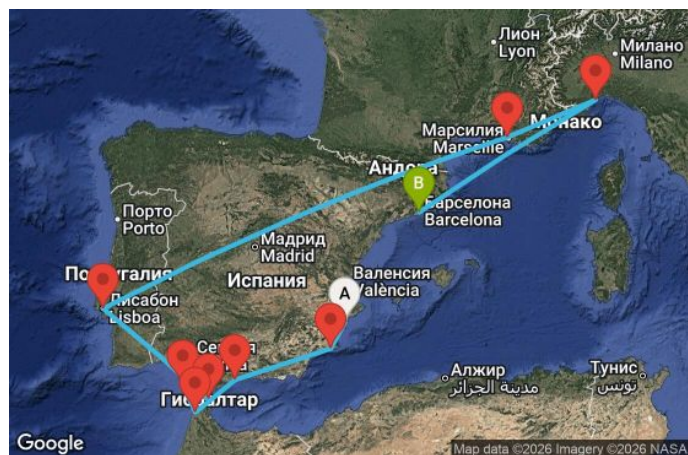 Лион
Lyon
Милано
Milano
Монако
Марсилия
Marseille
Андора
B
Барселона
Barcelona
Порто
Porto
Мадрид
Madrid
Валенсия
València
A
Португалия
Испания
Лисабон
Lisboa
Гибралтар
Алжир
مدينة الجزائر
Тунис
تونس
Google
Map data ©2026 Imagery ©2026 NASA